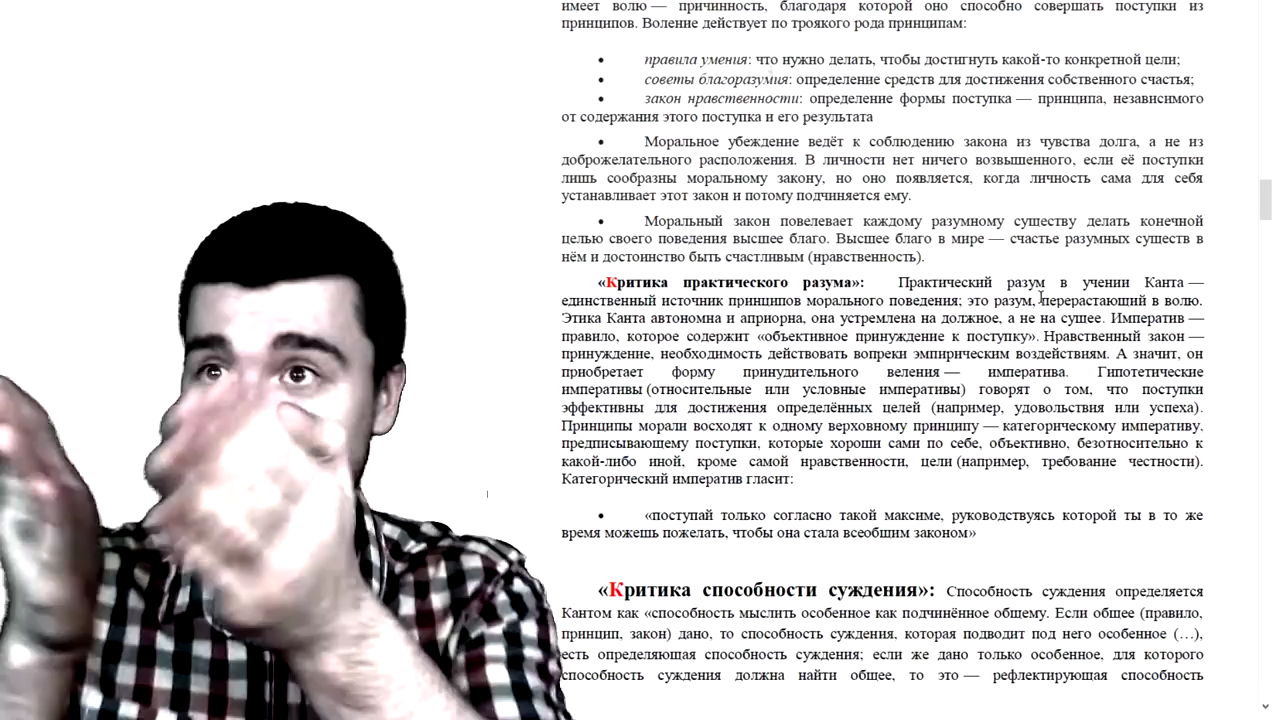 имеет волю — причинность, благодаря которой оно способно совершать поступки из
принципов. Воление действует по троякого рода принципам:
• правила умения: что нужно делать, чтобы достигнуть какой-то конкретной цели;
• советы благоразумия: определение средств для достижения собственного счастья;
• закон нравственности: определение формы поступка — принципа, независимого
от содержания этого поступка и его результата
• Моральное убеждение ведёт к соблюдению закона из чувства долга, а не из
доброжелательного расположения. В личности нет ничего возвышенного, если её поступки
лишь сообразны моральному закону, но оно появляется, когда личность сама для себя
устанавливает этот закон и потому подчиняется ему.
• Моральный закон повелевает каждому разумному существу делать конечной
целью своего поведения высшее благо. Высшее благо в мире — счастье разумных существ в
нём и достоинство быть счастливым (нравственность).
«Критика практического разума»: Практический разум в учении Канта —
единственный источник принципов морального поведения; это разум, перерастающий в волю.
Этика Канта автономна и априорна, она устремлена на должное, а не на сущее. Императив —
правило, которое содержит «объективное принуждение к поступку». Нравственный закон —
принуждение, необходимость действовать вопреки эмпирическим воздействиям. А значит, он
приобретает форму принудительного веления — императива. Гипотетические
императивы (относительные или условные императивы) говорят о том, что поступки
эффективны для достижения определённых целей (например, удовольствия или успеха).
Принципы морали восходят к одному верховному принципу — категорическому императиву,
предписывающему поступки, которые хороши сами по себе, объективно, безотносительно к
какой-либо иной, кроме самой нравственности, цели (например, требование честности).
Категорический императив гласит:
• «поступай только согласно такой максиме, руководствуясь которой ты в то же
время можешь пожелать, чтобы она стала всеобщим законом»
«Критика способности суждения»: Способность суждения определяется
Кантом как «способность мыслить особенное как подчинённое общему. Если общее (правило,
принцип, закон) дано, то способность суждения, которая подводит под него особенное (…),
есть определяющая способность суждения; если же дано только особенное, для которого
способность суждения должна найти общее, то это — рефлектирующая способность